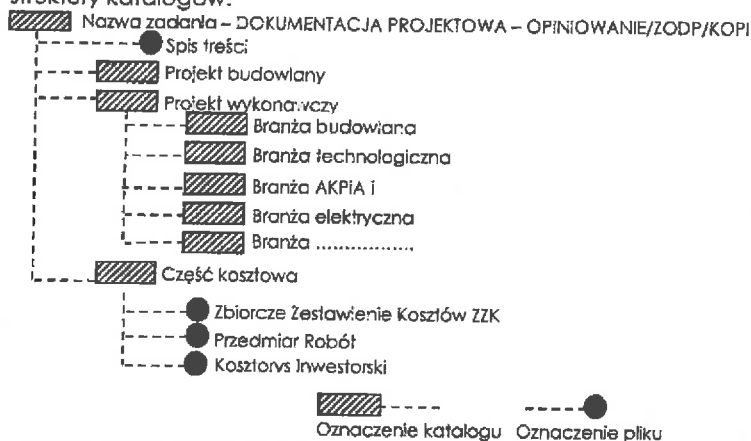 struktury katalogów:
Nazwa zadania – DOKUMENTACJA PROJEKTOWA – OPINIOWANIE/ZODP/KOPI
Spis treści
Projekt budowlany
Projekt wykonawczy
Branża budowlana
Branża technologiczna
Branża AKPiA i
Branża elektryczna
Branża ..................
Część kosztowa
Zbiorcze Zestawienie Kosztów ZZK
Przedmiar Robót
Kosztorys Inwestorski
Oznaczenie katalogu Oznaczenie pliku